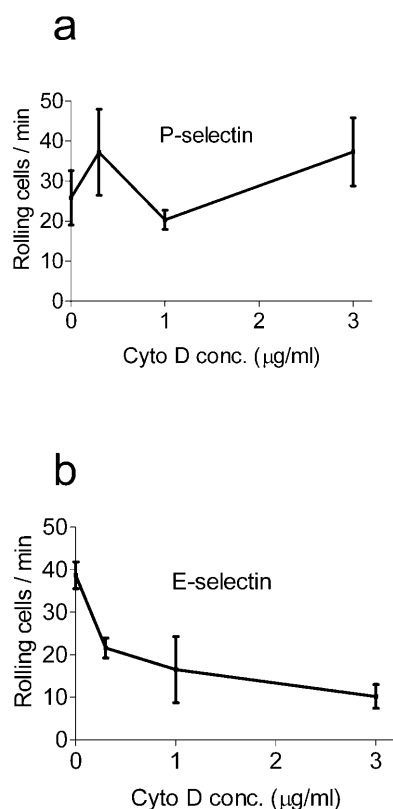 a
50
40
30
20
10
0
Rolling cells / min
P-selectin
0 1 2 3
Cyto D conc. (μg/ml)
b
50
40
30
20
10
0
Rolling cells / min
E-selectin
0 1 2 3
Cyto D conc. (μg/ml)